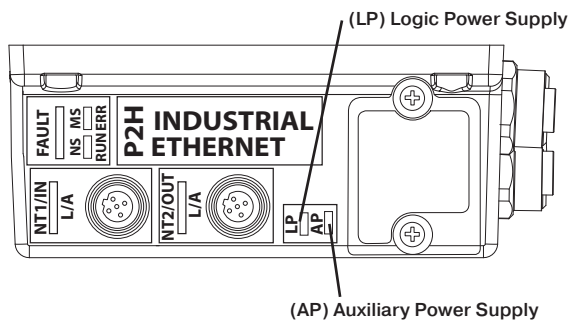 (LP) Logic Power Supply
FAULT
NS MS
RUN ERR
P2H
INDUSTRIAL
ETHERNET
NT1/IN
L/A
NT2/OUT
L/A
LP
AP
(AP) Auxiliary Power Supply